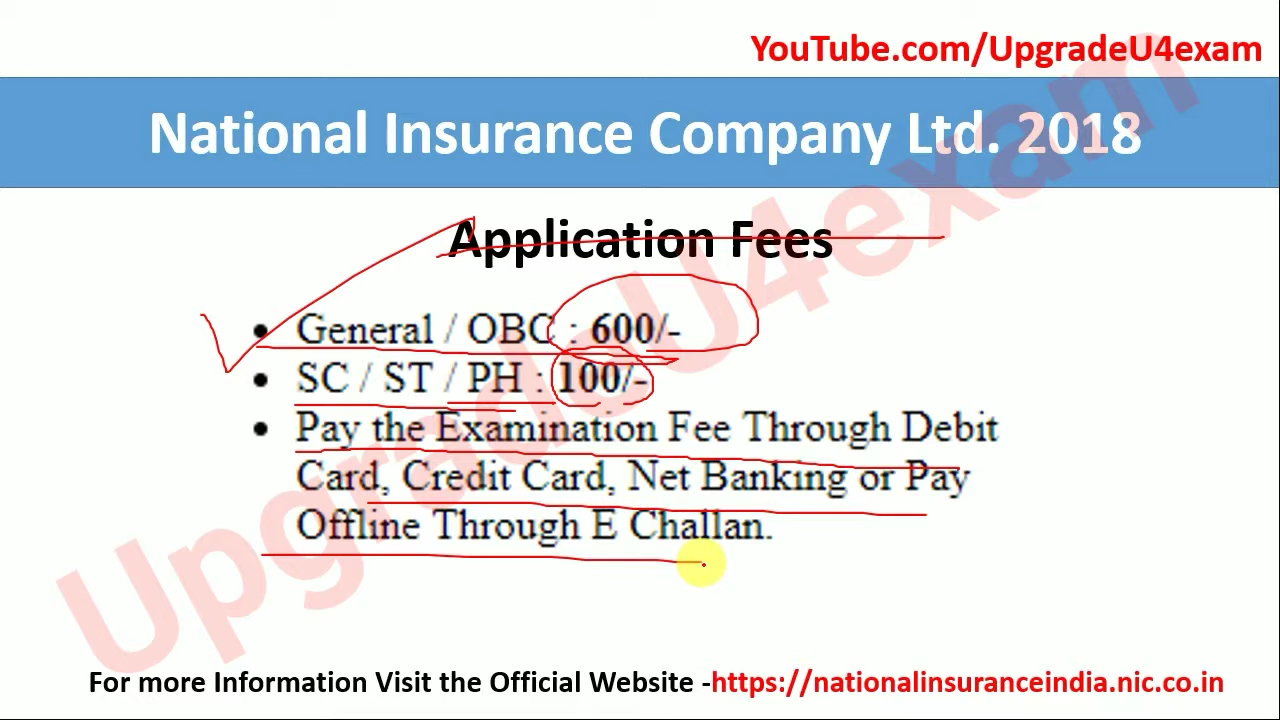 YouTube.com/UpgradeU4exam
National Insurance Company Ltd. 2018
Application Fees
• General / OBC : 600/-
• SC / ST / PH : 100/-
• Pay the Examination Fee Through Debit
Card, Credit Card, Net Banking or Pay
Offline Through E Challan.
UpgradeU4exam
For more Information Visit the Official Website -https://nationalinsuranceindia.nic.co.in